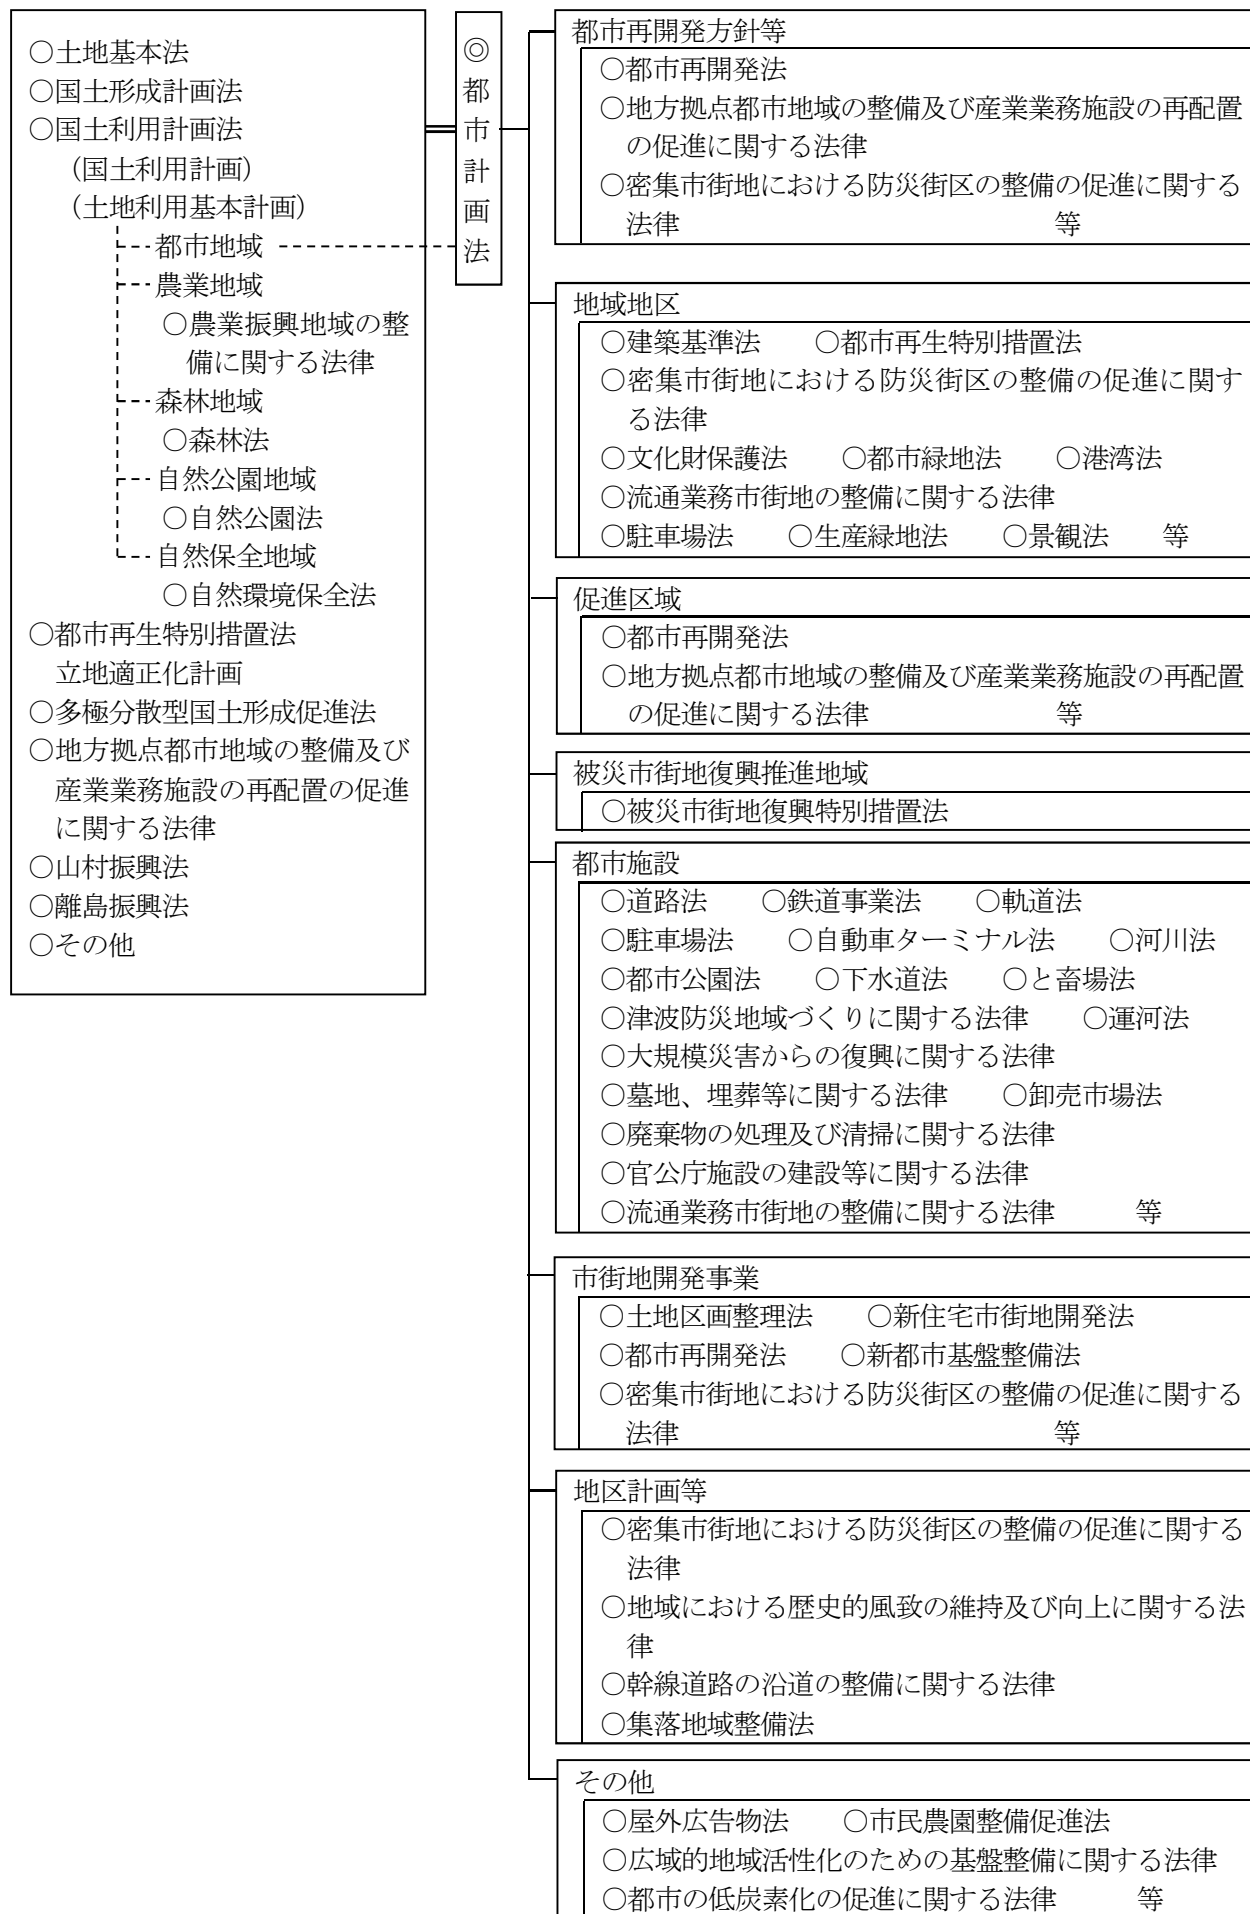 ○土地基本法
○国土形成計画法
○国土利用計画法
(国土利用計画)
(土地利用基本計画)
都市地域
農業地域
○農業振興地域の整
備に関する法律
森林地域
○森林法
自然公園地域
○自然公園法
自然保全地域
○自然環境保全法
○都市再生特別措置法
立地適正化計画
○多極分散型国土形成促進法
○地方拠点都市地域の整備及び
産業業務施設の再配置の促進
に関する法律
○山村振興法
○離島振興法
○その他
◎都市計画法
都市再開発方針等
○都市再開発法
○地方拠点都市地域の整備及び産業業務施設の再配置
の促進に関する法律
○密集市街地における防災街区の整備の促進に関する
法律 等
地域地区
○建築基準法 ○都市再生特別措置法
○密集市街地における防災街区の整備の促進に関す
る法律
○文化財保護法 ○都市緑地法 ○港湾法
○流通業務市街地の整備に関する法律
○駐車場法 ○生産緑地法 ○景観法 等
促進区域
○都市再開発法
○地方拠点都市地域の整備及び産業業務施設の再配置
の促進に関する法律 等
被災市街地復興推進地域
○被災市街地復興特別措置法
都市施設
○道路法 ○鉄道事業法 ○軌道法
○駐車場法 ○自動車ターミナル法 ○河川法
○都市公園法 ○下水道法 ○と畜場法
○津波防災地域づくりに関する法律 ○運河法
○大規模災害からの復興に関する法律
○墓地、埋葬等に関する法律 ○卸売市場法
○廃棄物の処理及び清掃に関する法律
○官公庁施設の建設等に関する法律
○流通業務市街地の整備に関する法律 等
市街地開発事業
○土地区画整理法 ○新住宅市街地開発法
○都市再開発法 ○新都市基盤整備法
○密集市街地における防災街区の整備の促進に関する
法律 等
地区計画等
○密集市街地における防災街区の整備の促進に関する
法律
○地域における歴史的風致の維持及び向上に関する法
律
○幹線道路の沿道の整備に関する法律
○集落地域整備法
その他
○屋外広告物法 ○市民農園整備促進法
○広域的地域活性化のための基盤整備に関する法律
○都市の低炭素化の促進に関する法律 等